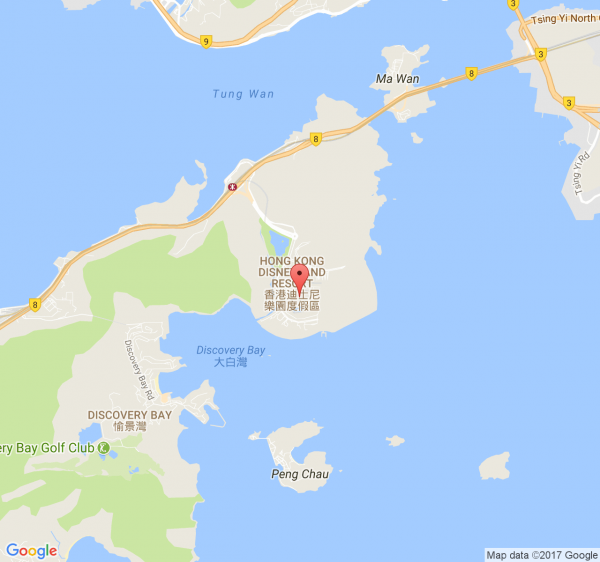 3
Tsing Yi North
9
3
8
Ma Wan
Tung Wan
3
8
Tsing Yi Rd
HONG KONG
DISNEYLAND
RESORT
香港迪士尼
樂園度假區
8
Discovery Bay
大白灣
Discovery Bay Rd
DISCOVERY BAY
愉景灣
ery Bay Golf Club
Peng Chau
Google
Map data ©2017 Google